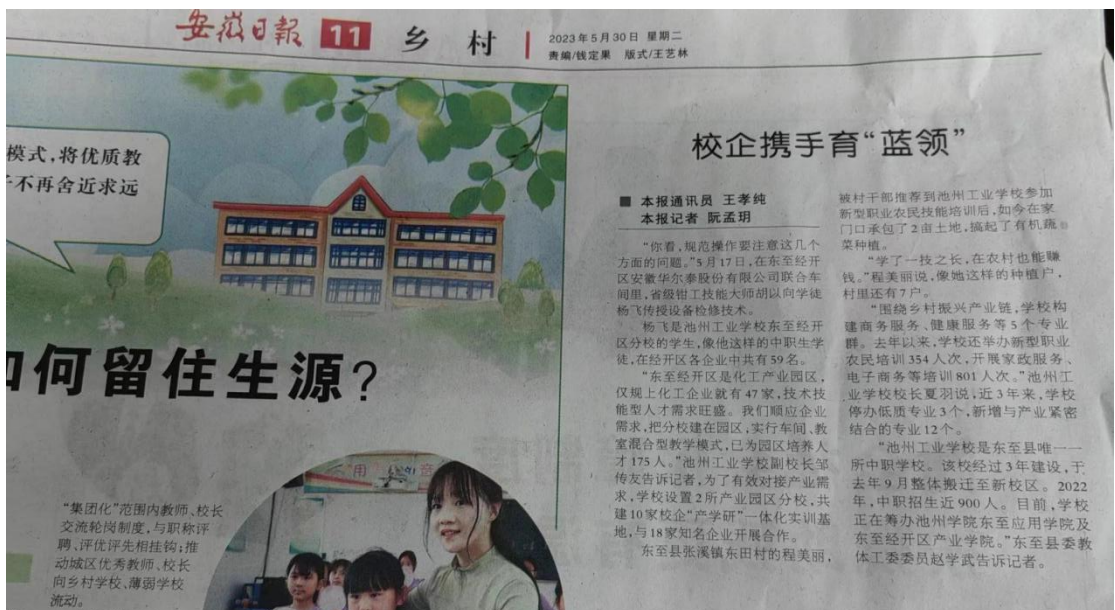 安徽日报 11 乡 村
2023年5月30日 星期二
责编/钱定果 版式/王艺林
模式,将优质教
子不再舍近求远
何留住生源?
“集团化”范围内教师、校长
交流轮岗制度,与职称评
聘、评优评先相挂钩;推
动城区优秀教师、校长
向乡村学校、薄弱学校
流动。
校企携手育“蓝领”
■ 本报通讯员 王孝纯
本报记者 阮孟玥
“你看,规范操作要注意这几个
方面的问题。”5月17日,在东至经开
区安徽华尔泰股份有限公司联合车
间里,省级钳工技能大师胡以向学徒
杨飞传授设备检修技术。
杨飞是池州工业学校东至经开
区分校的学生,像他这样的中职生学
徒,在经开区各企业中共有59名。
“东至经开区是化工产业园区,
仅规上化工企业就有47家,技术技
能型人才需求旺盛。我们顺应企业
需求,把分校建在园区,实行车间、教
室混合型教学模式,已为园区培养人
才175人。”池州工业学校副校长邹
友告诉记者,为了有效对接产业需
求,学校设置2所产业园区分校,共
建10家校企“产学研”一体化实训基
地,与18家知名企业开展合作。
东至县张溪镇东田村的程美丽,
被村干部推荐到池州工业学校参加
新型职业农民技能培训后,如今在家
门口承包了2亩土地,搞起了有机蔬
菜种植。
“学了一技之长,在农村也能赚
钱。”程美丽说,像她这样的种植户,
村里还有7户。
“围绕乡村振兴产业链,学校构
建商务服务、健康服务等5个专业
群。去年以来,学校还举办新型职业
农民培训354人次,开展家政服务、
电子商务等培训801人次。”池州工
业学校校长夏羽说,近3年来,学校
停办低质专业3个,新增与产业紧密
结合的专业12个。
“池州工业学校是东至县唯一一
所中职学校。该校经过3年建设,于
去年9月整体搬迁至新校区。2022
年,中职招生近900人。目前,学校
正在筹办池州学院东至应用学院及
东至经开区产业学院。”东至县委教
体工委委员赵学武告诉记者。